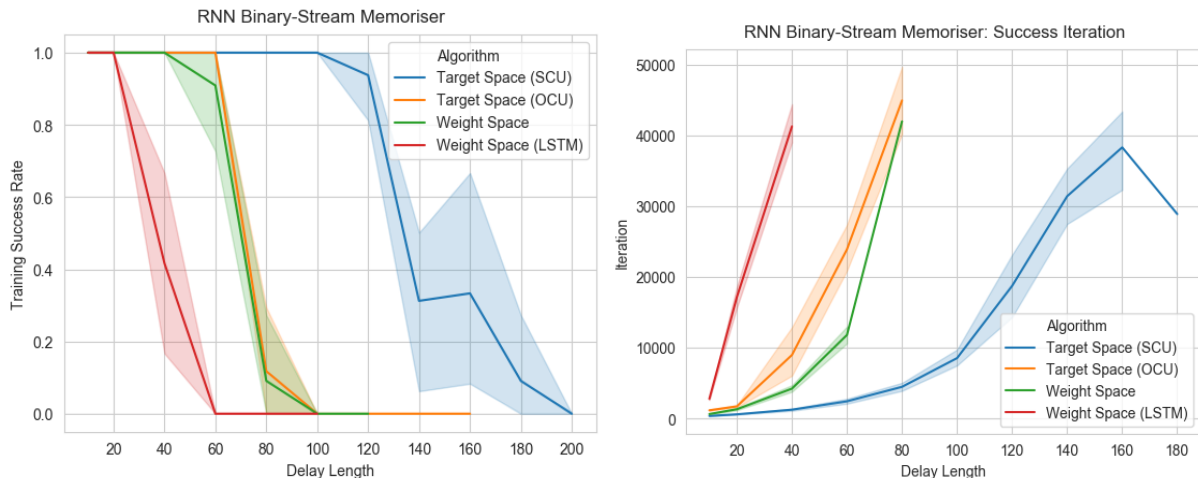 RNN Binary-Stream Memoriser
1.0
0.8
0.6
0.4
0.2
0.0
Training Success Rate
20 40 60 80 100 120 140 160 180 200
Delay Length
Algorithm
Target Space (SCU)
Target Space (OCU)
Weight Space
Weight Space (LSTM)
RNN Binary-Stream Memoriser: Success Iteration
50000
40000
30000
20000
10000
0
Iteration
20 40 60 80 100 120 140 160 180
Delay Length
Algorithm
Target Space (SCU)
Target Space (OCU)
Weight Space
Weight Space (LSTM)